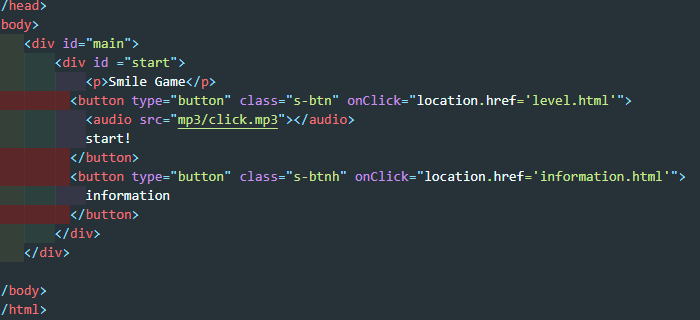 /head>
body>
<div id="main">
<div id ="start">
<p>Smile Game</p>
<button type="button" class="s-btn" onClick="location.href='level.html'">
<audio src="mp3/click.mp3"></audio>
start!
</button>
<button type="button" class="s-btnh" onClick="location.href='information.html'">
information
</button>
</div>
</div>
/body>
/html>